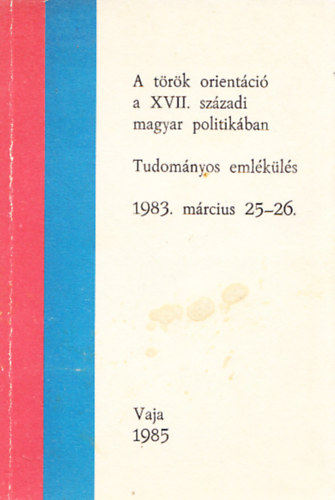 A török orientáció
a XVII. századi
magyar politikában
Tudományos emlékülés
1983. március 25–26.
Vaja
1985